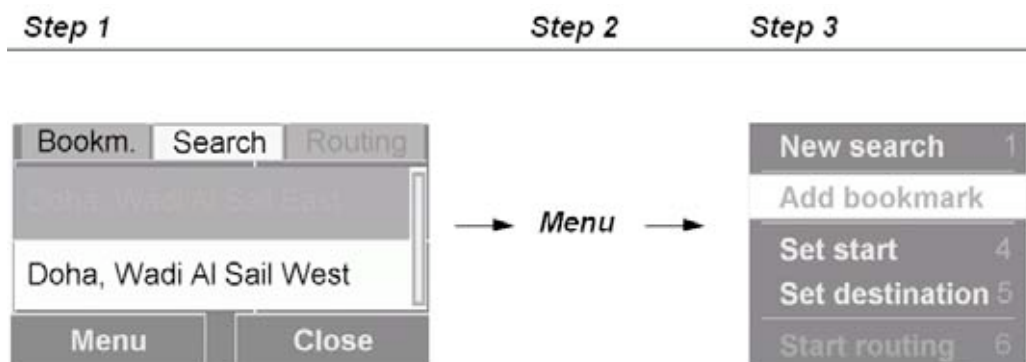 Step 1 Step 2 Step 3
Bookm. Search Routing
Doha, Wadi Al Sail East
Doha, Wadi Al Sail West
Menu Close
Menu
New search 1
Add bookmark
Set start 4
Set destination 5
Start routing 6